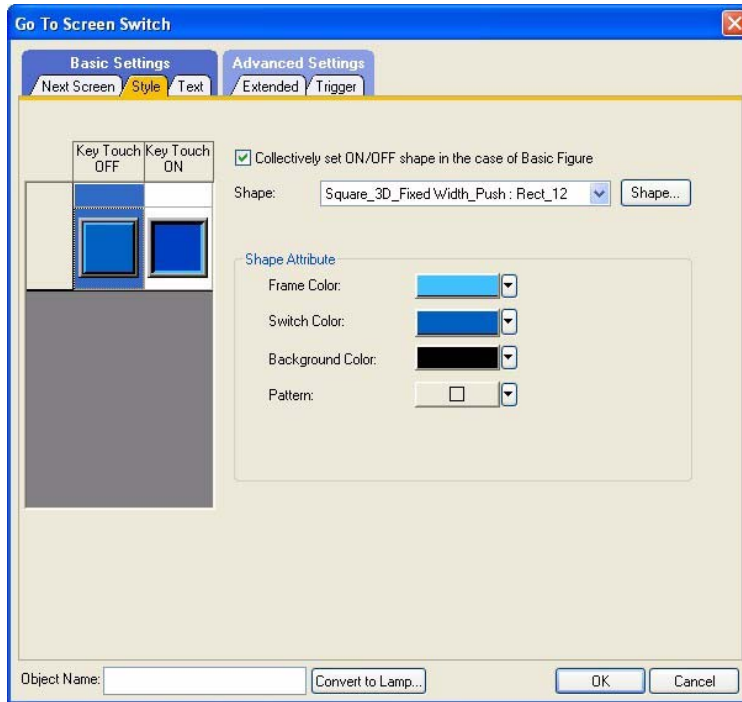 Go To Screen Switch
Basic Settings
Advanced Settings
Next Screen
Style
Text
Extended
Trigger
Key Touch OFF
Key Touch ON
Collectively set ON/OFF shape in the case of Basic Figure
Shape:
Square_3D_Fixed Width_Push : Rect_12
Shape...
Shape Attribute
Frame Color:
Switch Color:
Background Color:
Pattern:
Object Name:
Convert to Lamp...
OK
Cancel